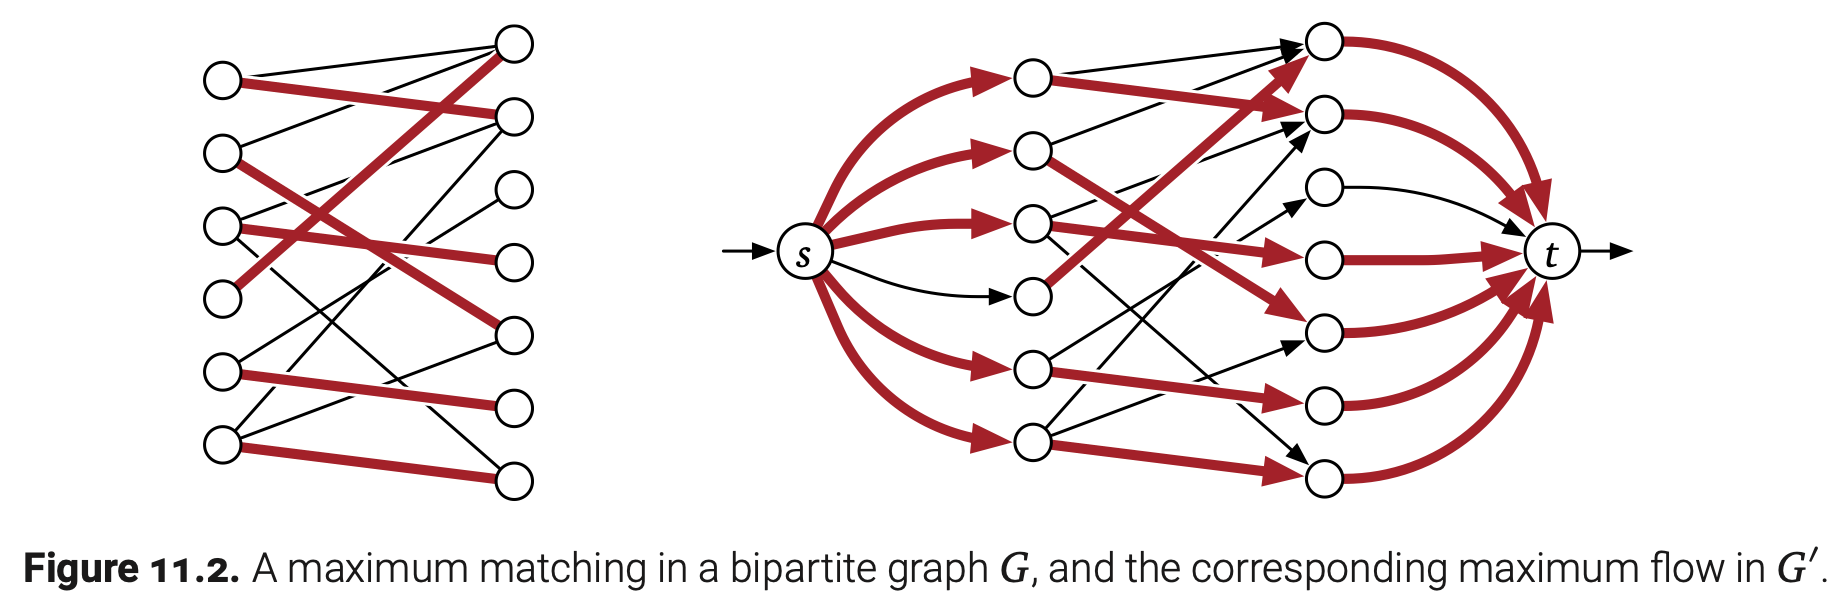 s
t
Figure 11.2. A maximum matching in a bipartite graph G, and the corresponding maximum flow in G′.